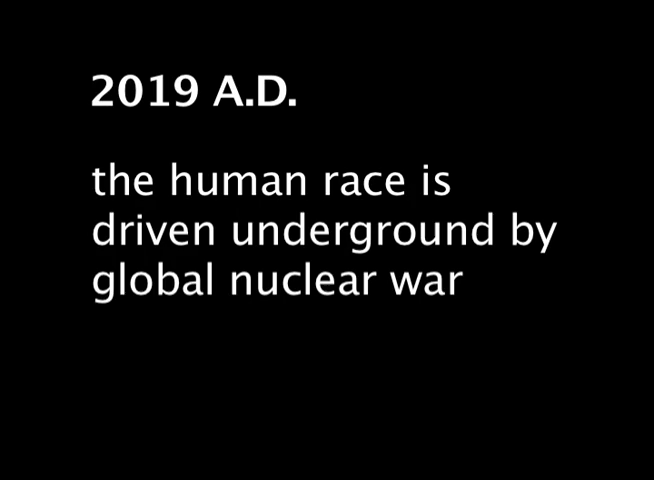 2019 A.D.
the human race is
driven underground by
global nuclear war